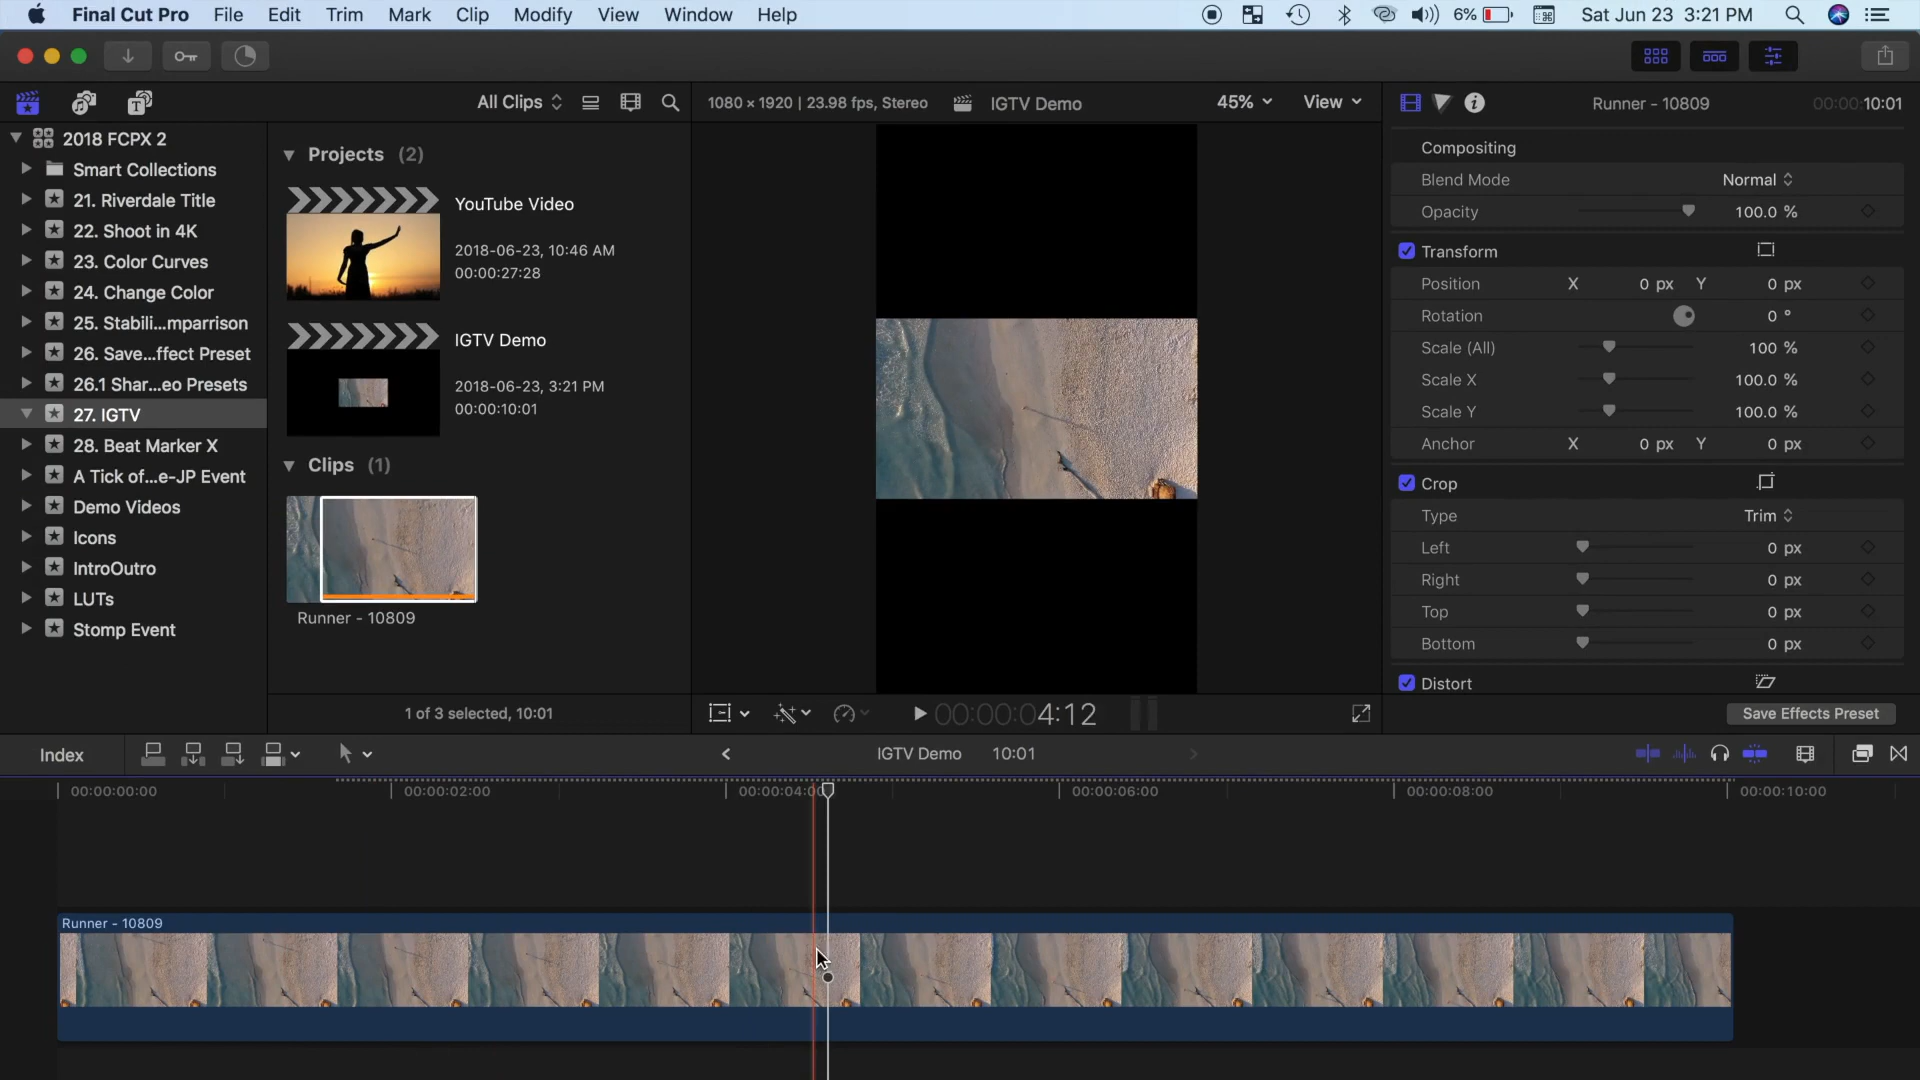 Final Cut Pro File Edit Trim Mark Clip Modify View Window Help 6% Sat Jun 23 3:21 PM
All Clips 1080 × 1920 | 23.98 fps, Stereo IGTV Demo 45% View Runner - 10809 00:00:10:01
2018 FCPX 2
Smart Collections
21. Riverdale Title
22. Shoot in 4K
23. Color Curves
24. Change Color
25. Stabili...mparrison
26. Save...ffect Preset
26.1 Shar...eo Presets
27. IGTV
28. Beat Marker X
A Tick of...e-JP Event
Demo Videos
Icons
IntroOutro
LUTs
Stomp Event
Projects (2)
YouTube Video
2018-06-23, 10:46 AM
00:00:27:28
IGTV Demo
2018-06-23, 3:21 PM
00:00:10:01
Clips (1)
Runner - 10809
1 of 3 selected, 10:01
00:00:04:12
Compositing
Blend Mode Normal
Opacity 100.0 %
Transform
Position X 0 px Y 0 px
Rotation 0 °
Scale (All) 100 %
Scale X 100.0 %
Scale Y 100.0 %
Anchor X 0 px Y 0 px
Crop
Type Trim
Left 0 px
Right 0 px
Top 0 px
Bottom 0 px
Distort
Save Effects Preset
Index IGTV Demo 10:01
00:00:00:00 00:00:02:00 00:00:04:00 00:00:06:00 00:00:08:00 00:00:10:00
Runner - 10809